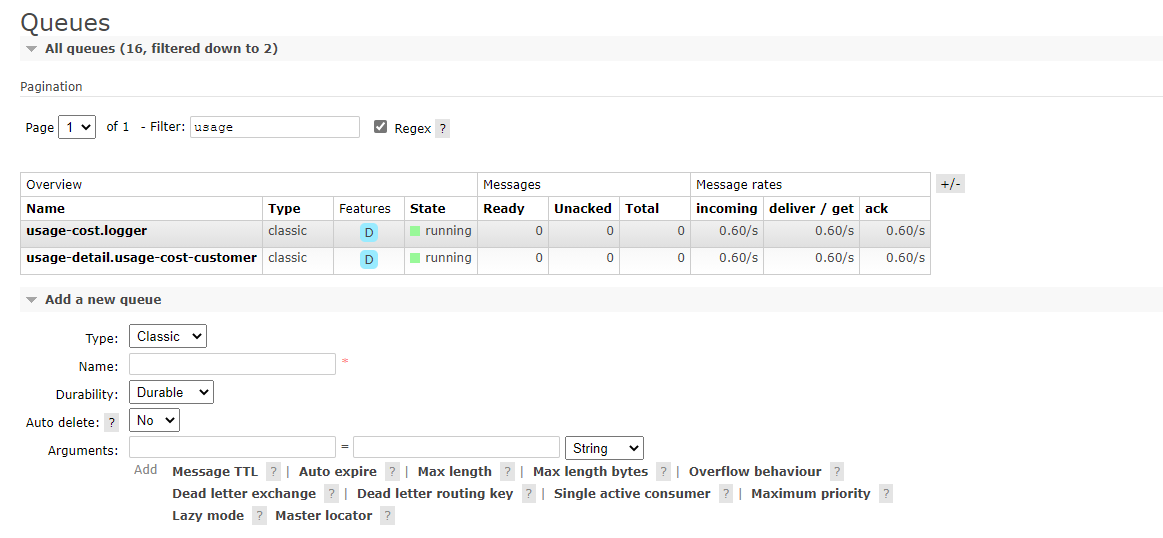 Queues
All queues (16, filtered down to 2)
Pagination
Page 1 of 1 - Filter: usage Regex ?
Overview Messages Message rates +/-
Name Type Features State Ready Unacked Total incoming deliver / get ack
usage-cost.logger classic D running 0 0 0 0.60/s 0.60/s 0.60/s
usage-detail.usage-cost-customer classic D running 0 0 0 0.60/s 0.60/s 0.60/s
Add a new queue
Type: Classic
Name: *
Durability: Durable
Auto delete: ? No
Arguments: = String
Add Message TTL ? | Auto expire ? | Max length ? | Max length bytes ? | Overflow behaviour ?
Dead letter exchange ? | Dead letter routing key ? | Single active consumer ? | Maximum priority ?
Lazy mode ? Master locator ?